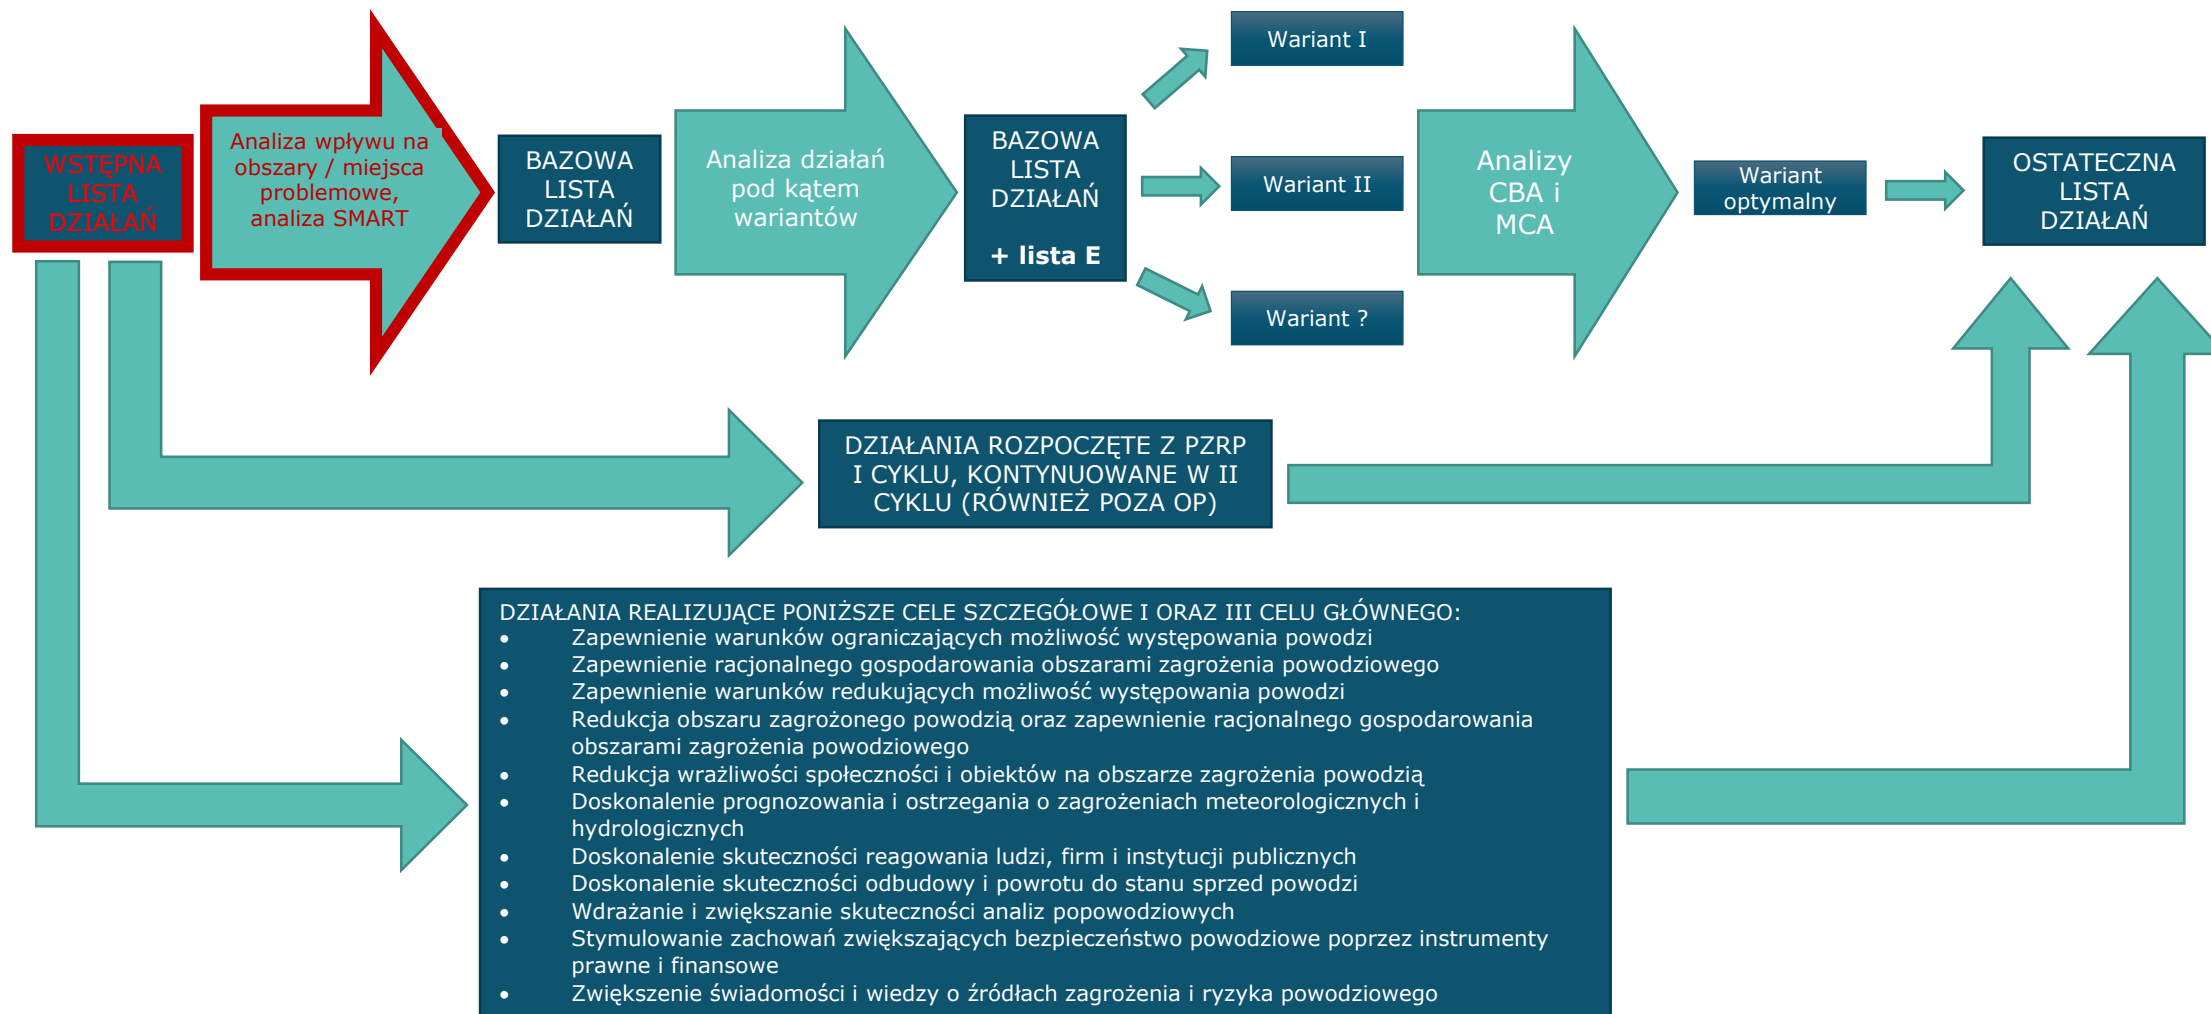 WSTĘPNA
LISTA
DZIAŁAŃ
Analiza wpływu na
obszary / miejsca
problemowe,
analiza SMART
BAZOWA
LISTA
DZIAŁAŃ
Analiza działań
pod kątem
wariantów
BAZOWA
LISTA
DZIAŁAŃ
+ lista E
Wariant I
Wariant II
Wariant ?
Analizy
CBA i
MCA
Wariant
optymalny
OSTATECZNA
LISTA
DZIAŁAŃ
DZIAŁANIA ROZPOCZĘTE Z PZRP
I CYKLU, KONTYNUOWANE W II
CYKLU (RÓWNIEŻ POZA OP)
DZIAŁANIA REALIZUJĄCE PONIŻSZE CELE SZCZEGÓŁOWE I ORAZ III CELU GŁÓWNEGO:
• Zapewnienie warunków ograniczających możliwość występowania powodzi
• Zapewnienie racjonalnego gospodarowania obszarami zagrożenia powodziowego
• Zapewnienie warunków redukujących możliwość występowania powodzi
• Redukcja obszaru zagrożonego powodzią oraz zapewnienie racjonalnego gospodarowania
obszarami zagrożenia powodziowego
• Redukcja wrażliwości społeczności i obiektów na obszarze zagrożenia powodzią
• Doskonalenie prognozowania i ostrzegania o zagrożeniach meteorologicznych i
hydrologicznych
• Doskonalenie skuteczności reagowania ludzi, firm i instytucji publicznych
• Doskonalenie skuteczności odbudowy i powrotu do stanu sprzed powodzi
• Wdrażanie i zwiększanie skuteczności analiz popowodziowych
• Stymulowanie zachowań zwiększających bezpieczeństwo powodziowe poprzez instrumenty
prawne i finansowe
• Zwiększenie świadomości i wiedzy o źródłach zagrożenia i ryzyka powodziowego